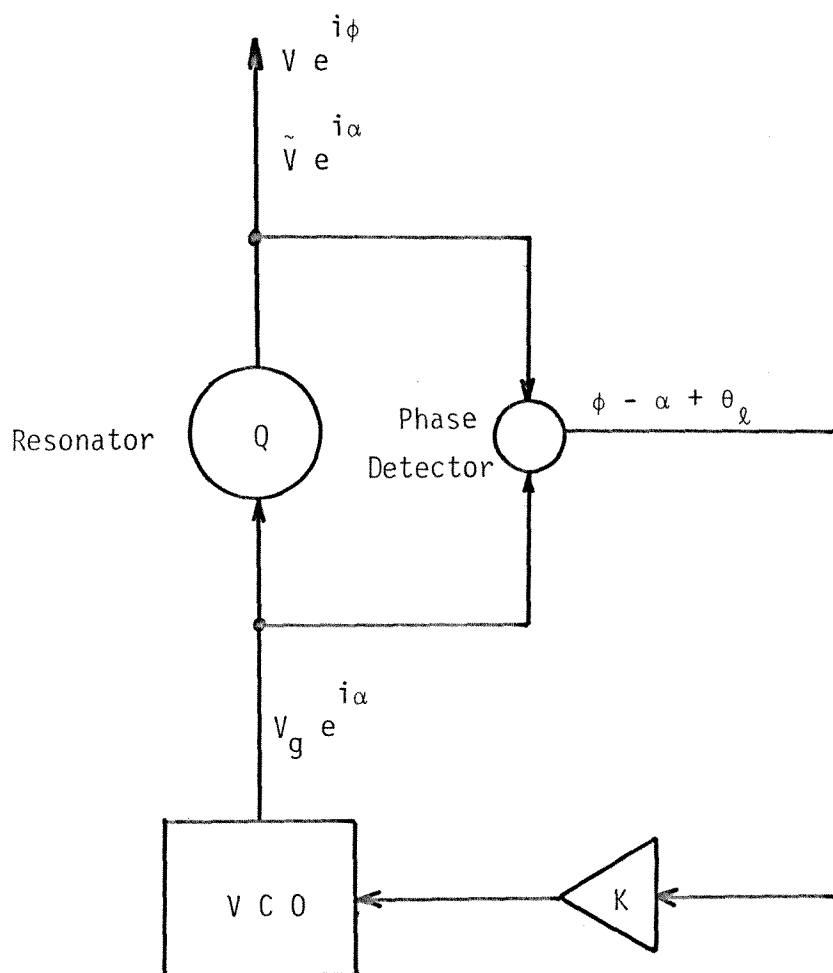 V e^{iφ}
Ṽ e^{iα}
Resonator
Q
Phase
Detector
φ - α + θ_ℓ
V_g e^{iα}
V C O
K